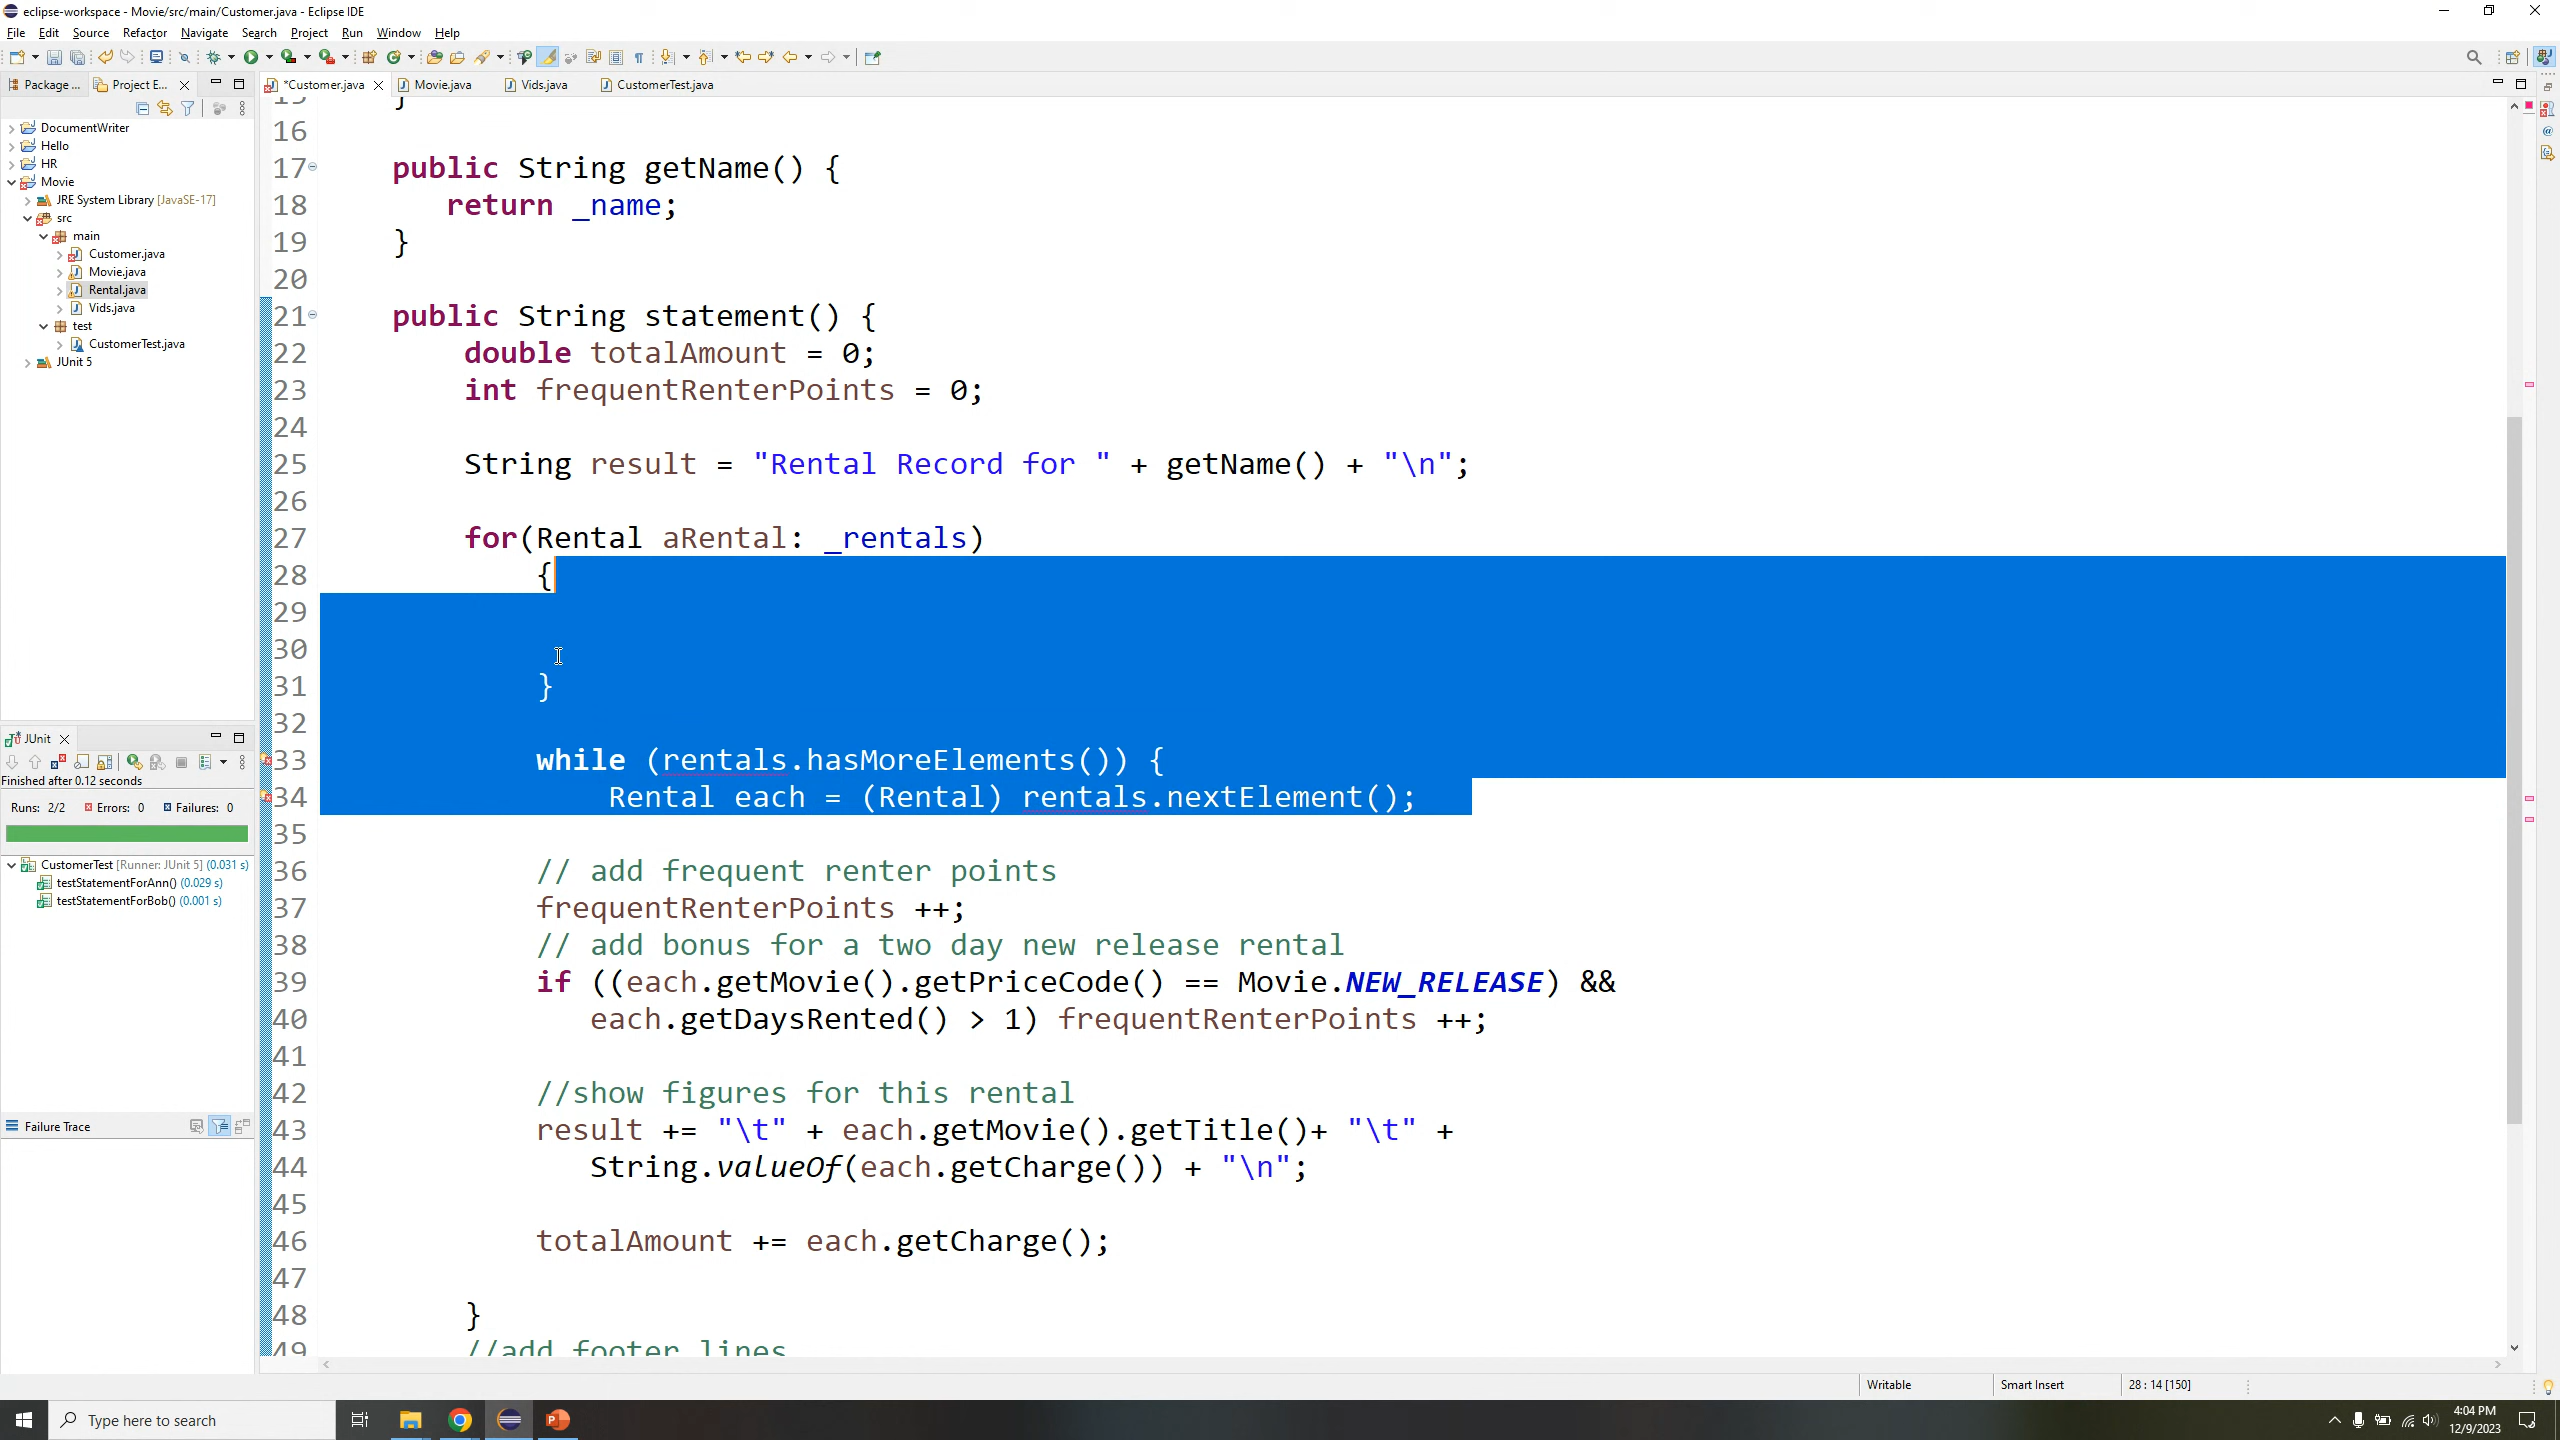 eclipse-workspace - Movie/src/main/Customer.java - Eclipse IDE
File Edit Source Refactor Navigate Search Project Run Window Help
Package ... Project E...
*Customer.java Movie.java Vids.java CustomerTest.java
DocumentWriter
Hello
HR
Movie
JRE System Library [JavaSE-17]
src
main
Customer.java
Movie.java
Rental.java
Vids.java
test
CustomerTest.java
JUnit 5
JUnit
Finished after 0.12 seconds
Runs: 2/2 Errors: 0 Failures: 0
CustomerTest [Runner: JUnit 5] (0.031 s)
testStatementForAnn() (0.029 s)
testStatementForBob() (0.001 s)
Failure Trace
15 }
16
17 public String getName() {
18 return _name;
19 }
20
21 public String statement() {
22 double totalAmount = 0;
23 int frequentRenterPoints = 0;
24
25 String result = "Rental Record for " + getName() + "\n";
26
27 for(Rental aRental: _rentals)
28 {
29
30
31 }
32
33 while (rentals.hasMoreElements()) {
34 Rental each = (Rental) rentals.nextElement();
35
36 // add frequent renter points
37 frequentRenterPoints ++;
38 // add bonus for a two day new release rental
39 if ((each.getMovie().getPriceCode() == Movie.NEW_RELEASE) &&
40 each.getDaysRented() > 1) frequentRenterPoints ++;
41
42 //show figures for this rental
43 result += "\t" + each.getMovie().getTitle()+ "\t" +
44 String.valueOf(each.getCharge()) + "\n";
45
46 totalAmount += each.getCharge();
47
48 }
49 //add footer lines
Writable Smart Insert 28 : 14 [150]
Type here to search
4:04 PM
12/9/2023